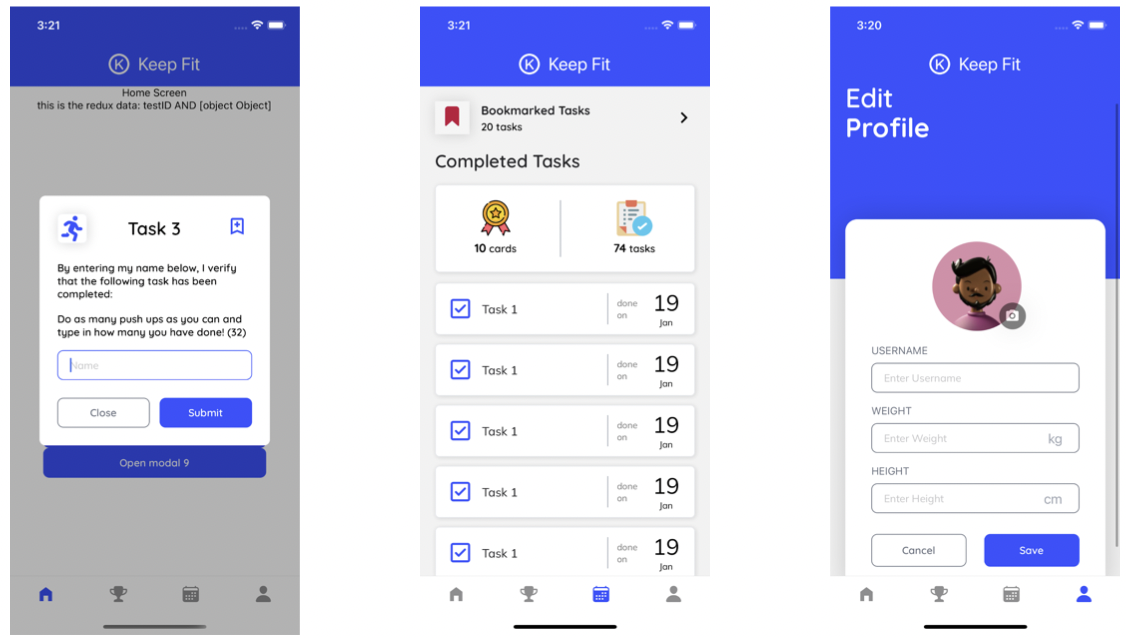 3:21
K Keep Fit
Home Screen
this is the redux data: testID AND [object Object]
Task 3
By entering my name below, I verify
that the following task has been
completed:
Do as many push ups as you can and
type in how many you have done! (32)
Name
Close
Submit
Open modal 9
3:21
K Keep Fit
Bookmarked Tasks
20 tasks
Completed Tasks
10 cards
74 tasks
Task 1
done
on
19
Jan
Task 1
done
on
19
Jan
Task 1
done
on
19
Jan
Task 1
done
on
19
Jan
Task 1
done
on
19
Jan
3:20
K Keep Fit
Edit
Profile
USERNAME
Enter Username
WEIGHT
Enter Weight
kg
HEIGHT
Enter Height
cm
Cancel
Save